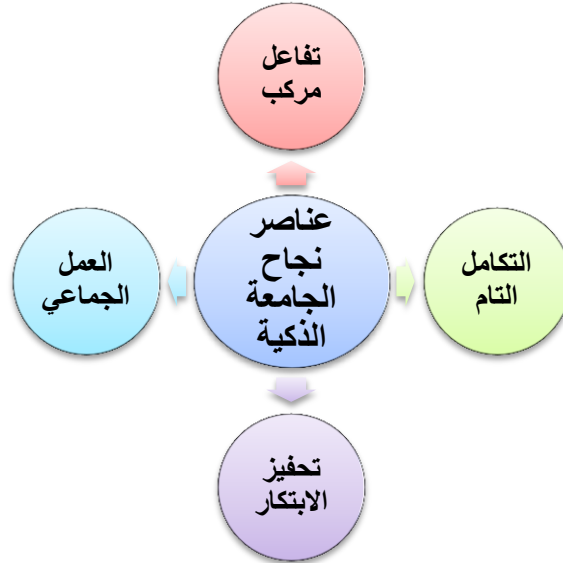 تفاعل
مركب
عناصر
نجاح
الجامعة
الذكية
التكامل
التام
العمل
الجماعي
تحفيز
الابتكار